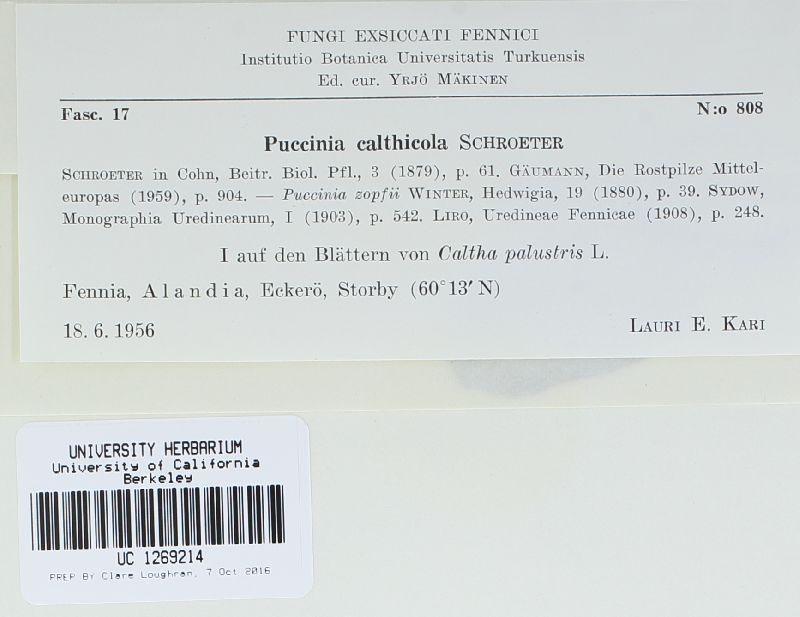 FUNGI EXSICCATI FENNICI
Institutio Botanica Universitatis Turkuensis
Ed. cur. YRJÖ MÄKINEN
Fasc. 17 N:o 808
Puccinia calthicola SCHROETER
SCHROETER in Cohn, Beitr. Biol. Pfl., 3 (1879), p. 61. GÄUMANN, Die Rostpilze Mittel-
europas (1959), p. 904. — Puccinia zopfii WINTER, Hedwigia, 19 (1880), p. 39. SYDOW,
Monographia Uredinearum, I (1903), p. 542. LIRO, Uredineae Fennicae (1908), p. 248.
I auf den Blättern von Caltha palustris L.
Fennia, Alandia, Eckerö, Storby (60°13′ N)
18. 6. 1956 LAURI E. KARI
UNIVERSITY HERBARIUM
University of California
Berkeley
UC 1269214
PREP BY Clare Loughran, 7 Oct 2016